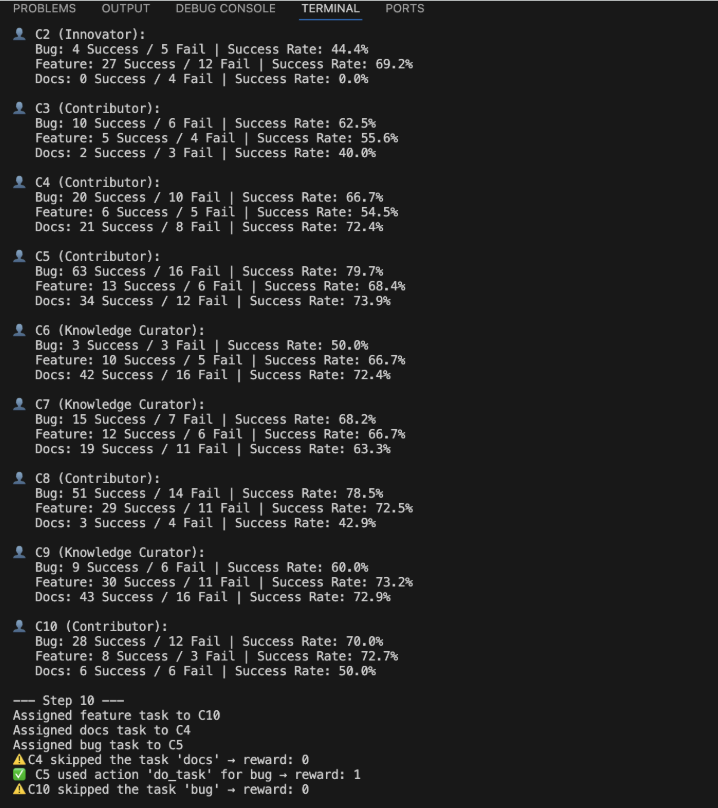 PROBLEMS OUTPUT DEBUG CONSOLE TERMINAL PORTS
👤 C2 (Innovator):
Bug: 4 Success / 5 Fail | Success Rate: 44.4%
Feature: 27 Success / 12 Fail | Success Rate: 69.2%
Docs: 0 Success / 4 Fail | Success Rate: 0.0%
👤 C3 (Contributor):
Bug: 10 Success / 6 Fail | Success Rate: 62.5%
Feature: 5 Success / 4 Fail | Success Rate: 55.6%
Docs: 2 Success / 3 Fail | Success Rate: 40.0%
👤 C4 (Contributor):
Bug: 20 Success / 10 Fail | Success Rate: 66.7%
Feature: 6 Success / 5 Fail | Success Rate: 54.5%
Docs: 21 Success / 8 Fail | Success Rate: 72.4%
👤 C5 (Contributor):
Bug: 63 Success / 16 Fail | Success Rate: 79.7%
Feature: 13 Success / 6 Fail | Success Rate: 68.4%
Docs: 34 Success / 12 Fail | Success Rate: 73.9%
👤 C6 (Knowledge Curator):
Bug: 3 Success / 3 Fail | Success Rate: 50.0%
Feature: 10 Success / 5 Fail | Success Rate: 66.7%
Docs: 42 Success / 16 Fail | Success Rate: 72.4%
👤 C7 (Knowledge Curator):
Bug: 15 Success / 7 Fail | Success Rate: 68.2%
Feature: 12 Success / 6 Fail | Success Rate: 66.7%
Docs: 19 Success / 11 Fail | Success Rate: 63.3%
👤 C8 (Contributor):
Bug: 51 Success / 14 Fail | Success Rate: 78.5%
Feature: 29 Success / 11 Fail | Success Rate: 72.5%
Docs: 3 Success / 4 Fail | Success Rate: 42.9%
👤 C9 (Knowledge Curator):
Bug: 9 Success / 6 Fail | Success Rate: 60.0%
Feature: 30 Success / 11 Fail | Success Rate: 73.2%
Docs: 43 Success / 16 Fail | Success Rate: 72.9%
👤 C10 (Contributor):
Bug: 28 Success / 12 Fail | Success Rate: 70.0%
Feature: 8 Success / 3 Fail | Success Rate: 72.7%
Docs: 6 Success / 6 Fail | Success Rate: 50.0%
--- Step 10 ---
Assigned feature task to C10
Assigned docs task to C4
Assigned bug task to C5
⚠️C4 skipped the task 'docs' → reward: 0
✅ C5 used action 'do_task' for bug → reward: 1
⚠️C10 skipped the task 'bug' → reward: 0